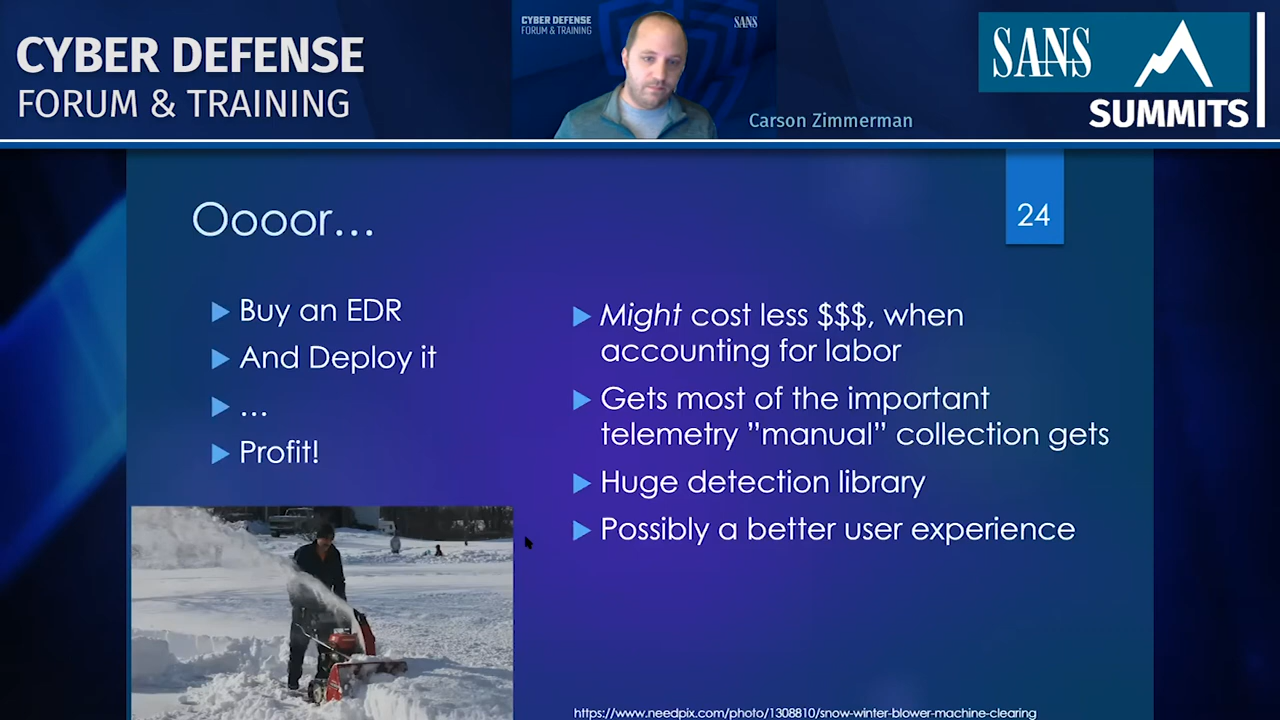 CYBER DEFENSE
FORUM & TRAINING
CYBER DEFENSE
FORUM & TRAINING
SANS
Carson Zimmerman
SANS
SUMMITS
Oooor...
24
Buy an EDR
And Deploy it
...
Profit!
Might cost less $$$, when
accounting for labor
Gets most of the important
telemetry ”manual” collection gets
Huge detection library
Possibly a better user experience
https://www.needpix.com/photo/1308810/snow-winter-blower-machine-clearing